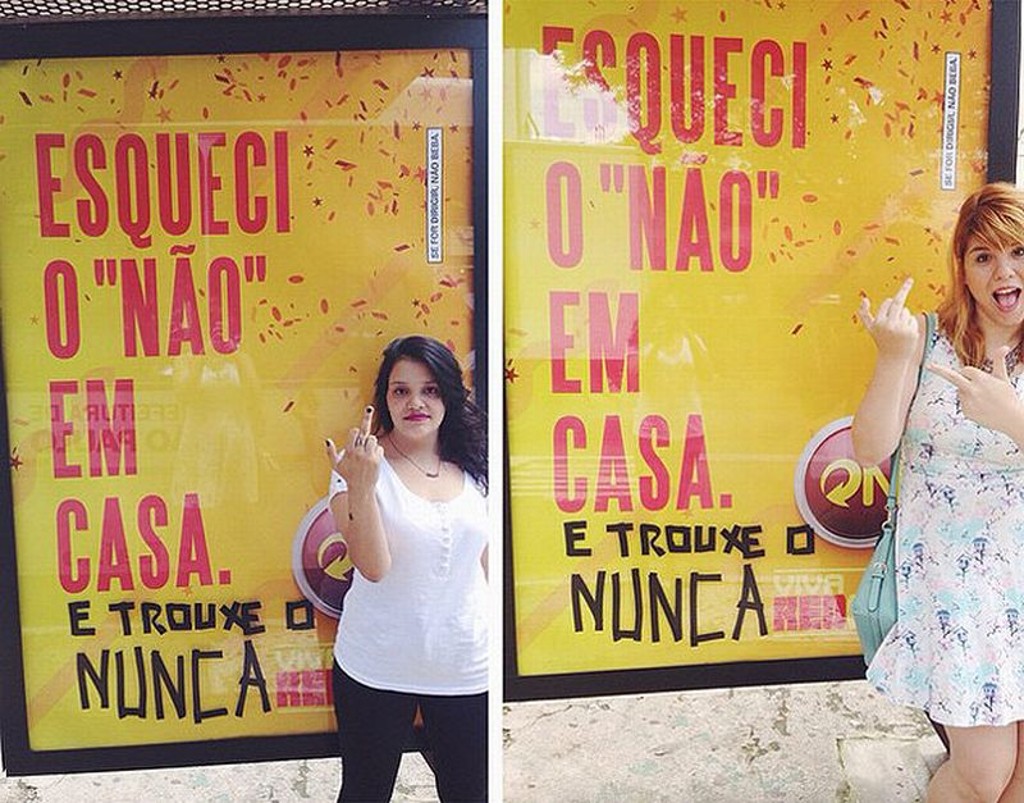 ESQUECI
O "NÃO"
EM
CASA.
E TROUXE O
NUNCA
SE FOR DIRIGIR, NÃO BEBA.
ESQUECI
O "NÃO"
EM
CASA.
E TROUXE O
NUNCA
SE FOR DIRIGIR, NÃO BEBA.